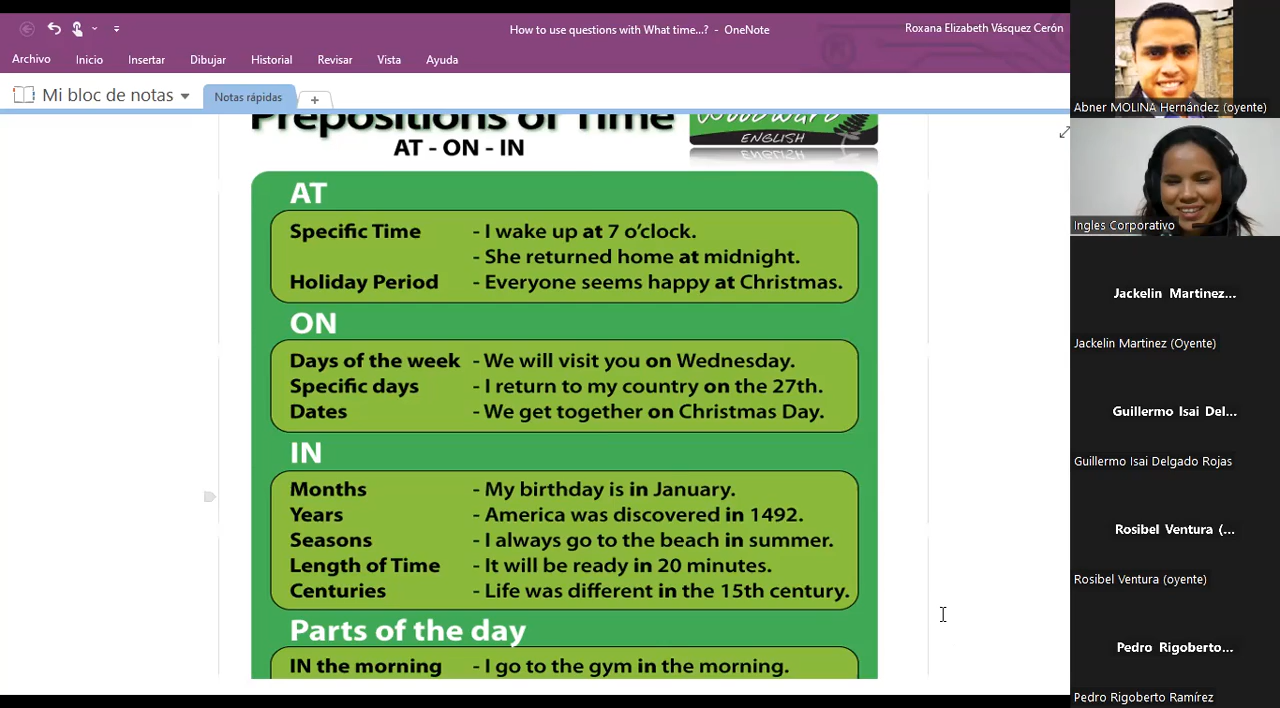 How to use questions with What time...? - OneNote
Roxana Elizabeth Vásquez Cerón
Archivo Inicio Insertar Dibujar Historial Revisar Vista Ayuda
Mi bloc de notas
Notas rápidas
Prepositions of Time
AT - ON - IN
ENGLISH
AT
Specific Time - I wake up at 7 o'clock.
- She returned home at midnight.
Holiday Period - Everyone seems happy at Christmas.
ON
Days of the week - We will visit you on Wednesday.
Specific days - I return to my country on the 27th.
Dates - We get together on Christmas Day.
IN
Months - My birthday is in January.
Years - America was discovered in 1492.
Seasons - I always go to the beach in summer.
Length of Time - It will be ready in 20 minutes.
Centuries - Life was different in the 15th century.
Parts of the day
IN the morning - I go to the gym in the morning.
Abner MOLINA Hernández (oyente)
Ingles Corporativo
Jackelin Martinez...
Jackelin Martinez (Oyente)
Guillermo Isai Del...
Guillermo Isai Delgado Rojas
Rosibel Ventura (...
Rosibel Ventura (oyente)
Pedro Rigoberto...
Pedro Rigoberto Ramírez